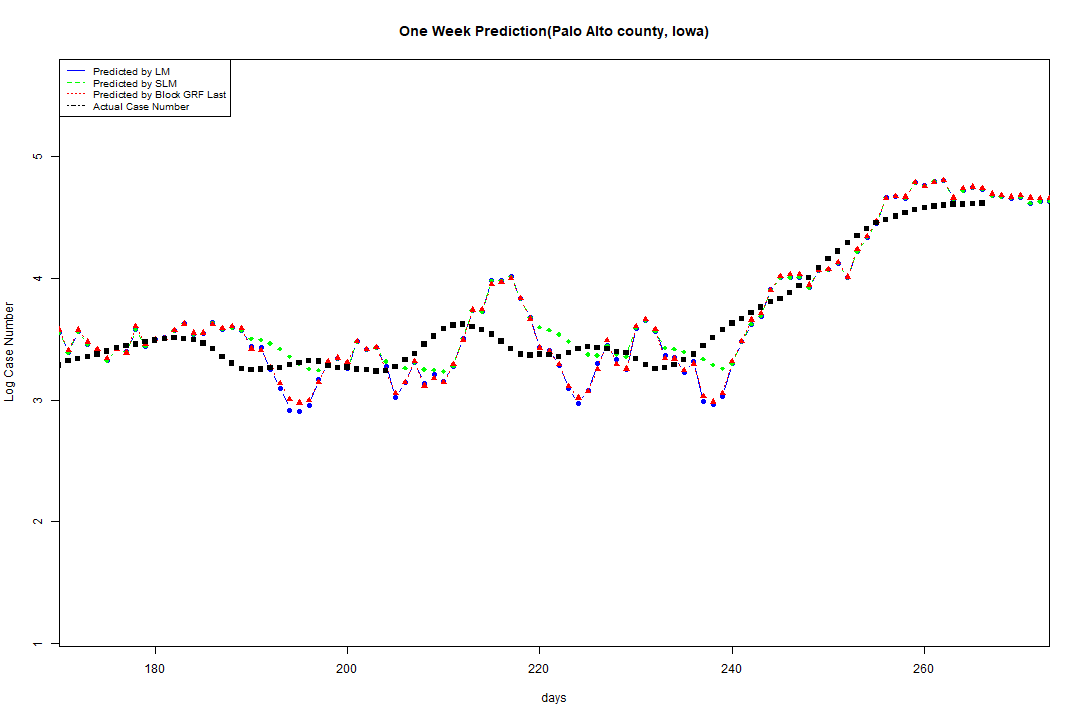 One Week Prediction(Palo Alto county, Iowa)
Predicted by LM
Predicted by SLM
Predicted by Block GRF Last
Actual Case Number
5
4
3
2
1
Log Case Number
180 200 220 240 260
days